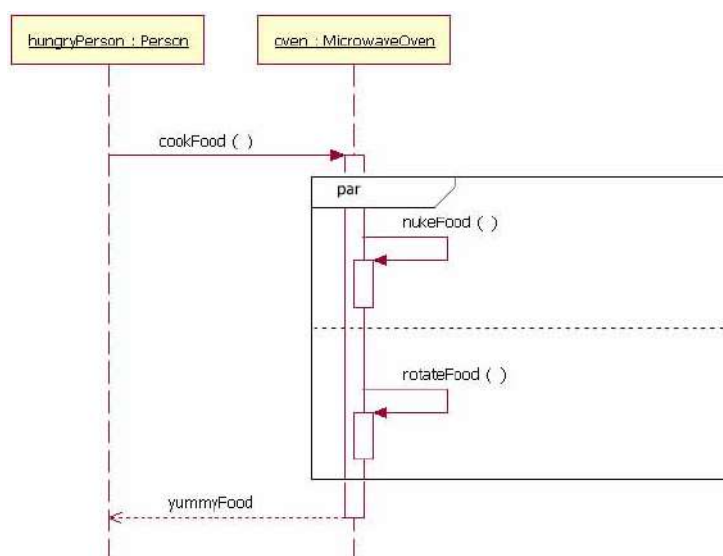 hungryPerson : Person
oven : MicrowaveOven
cookFood ( )
par
nukeFood ( )
rotateFood ( )
yummyFood